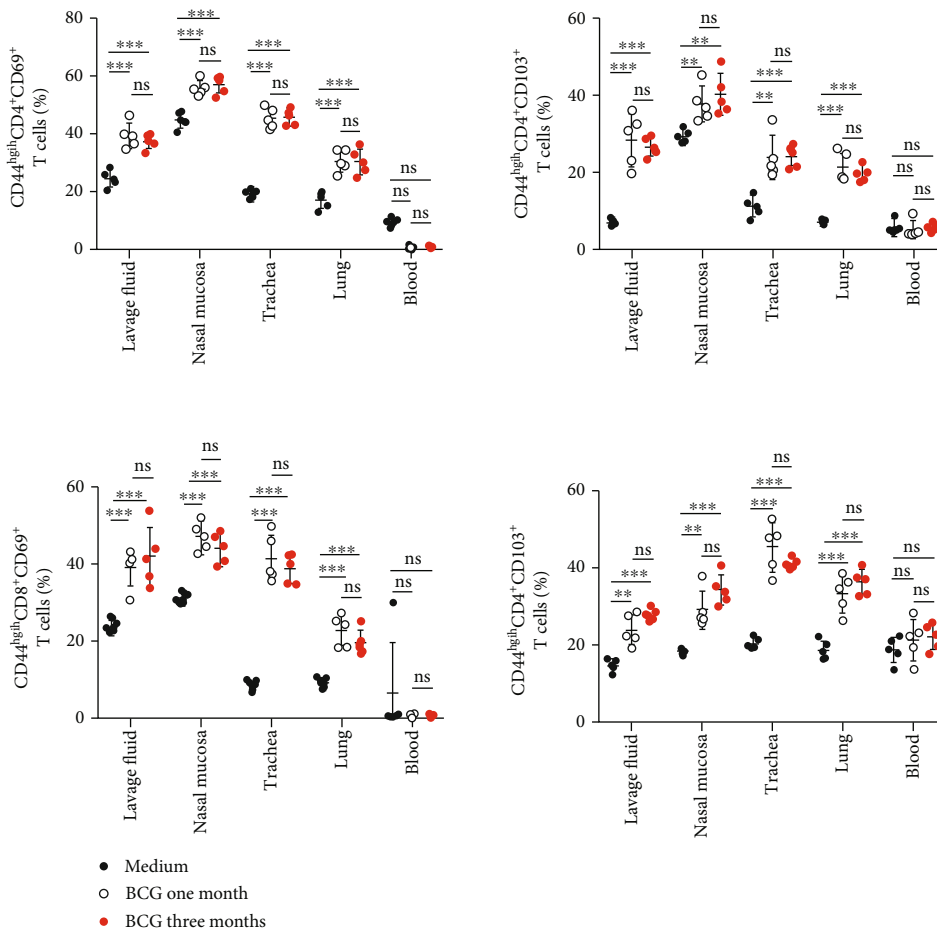 CD44ʰᵍⁱʰCD4⁺CD69⁺
T cells (%)
80
60
40
20
0
***
***
ns
***
***
ns
***
***
ns
***
***
ns
ns
ns
ns
Lavage fluid
Nasal mucosa
Trachea
Lung
Blood
CD44ʰᵍⁱʰCD4⁺CD103⁺
T cells (%)
60
40
20
0
***
***
ns
ns
**
**
ns
***
**
***
***
ns
ns
ns
ns
Lavage fluid
Nasal mucosa
Trachea
Lung
Blood
CD44ʰᵍⁱʰCD8⁺CD69⁺
T cells (%)
60
40
20
0
ns
***
***
ns
***
***
ns
***
***
***
***
ns
ns
ns
ns
Lavage fluid
Nasal mucosa
Trachea
Lung
Blood
CD44ʰᵍⁱʰCD4⁺CD103⁺
T cells (%)
60
40
20
0
ns
***
**
***
**
ns
ns
***
***
ns
***
***
ns
ns
ns
Lavage fluid
Nasal mucosa
Trachea
Lung
Blood
Medium
BCG one month
BCG three months